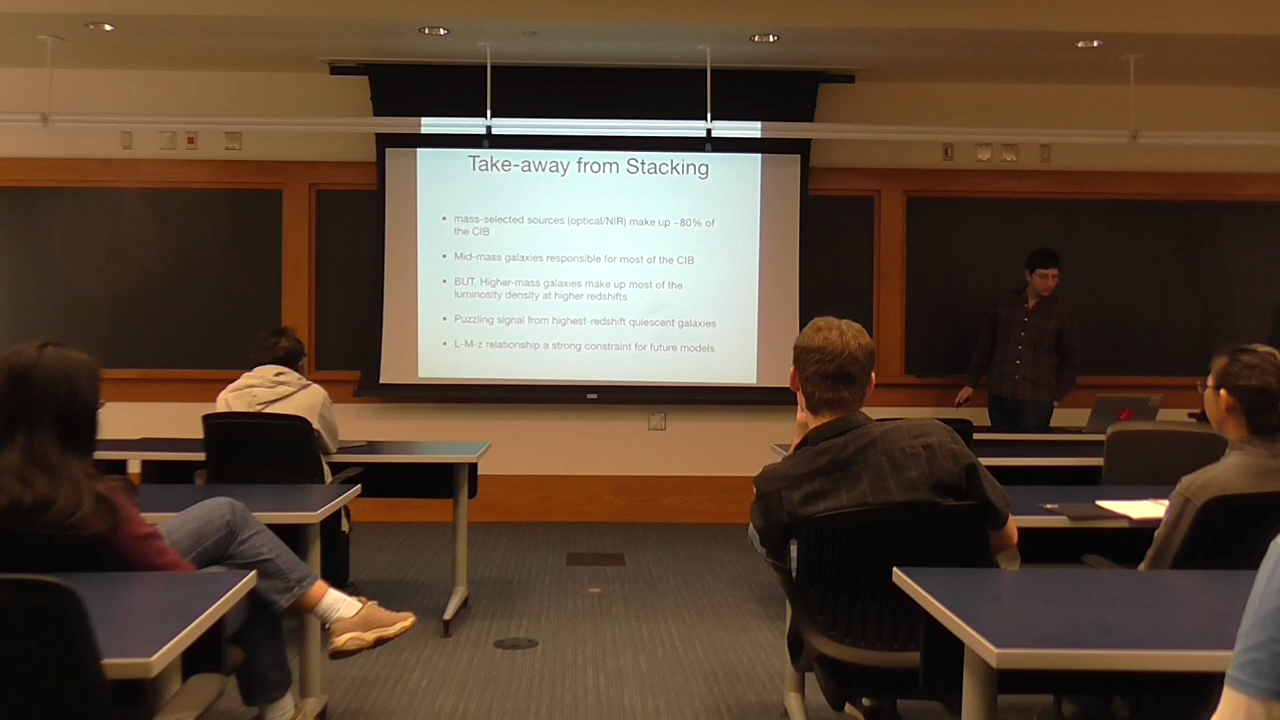 Take-away from Stacking
• mass-selected sources (optical/NIR) make up ~80% of
the CIB
• Mid-mass galaxies responsible for most of the CIB
• BUT, Higher-mass galaxies make up most of the
luminosity density at higher redshifts
• Puzzling signal from highest-redshift quiescent galaxies
• L-M-z relationship a strong constraint for future models